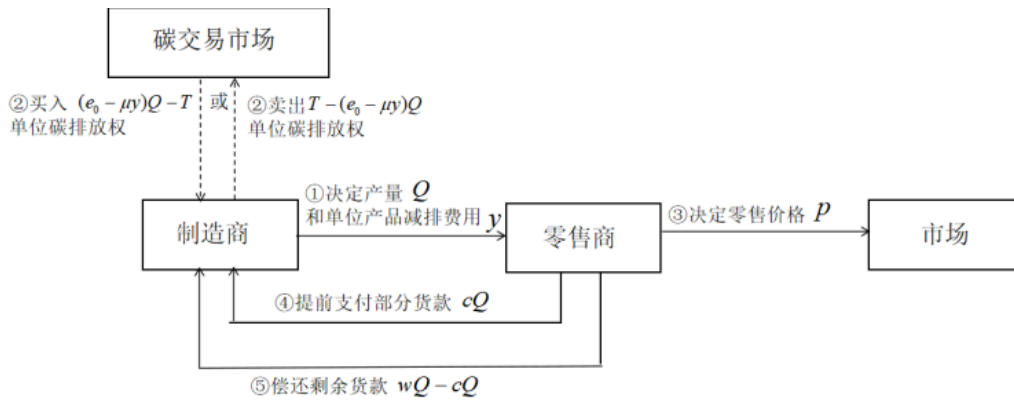 碳交易市场
②买入 (e₀ − μy)Q − T 或 ②卖出 T − (e₀ − μy)Q
单位碳排放权 单位碳排放权
①决定产量 Q
和单位产品减排费用 y
制造商
零售商
③决定零售价格 p
市场
④提前支付部分货款 cQ
⑤偿还剩余货款 wQ − cQ